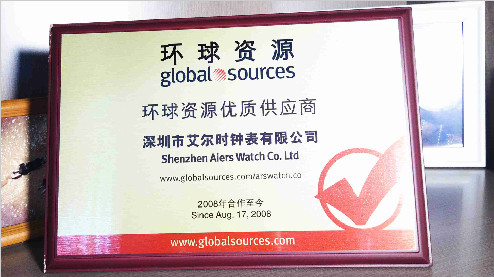 环球资源
global sources
环球资源优质供应商
深圳市艾尔时钟表有限公司
Shenzhen Aiers Watch Co. Ltd
www.globalsources.com/arswatch.co
2008年合作至今
Since Aug. 17, 2008
www.globalsources.com